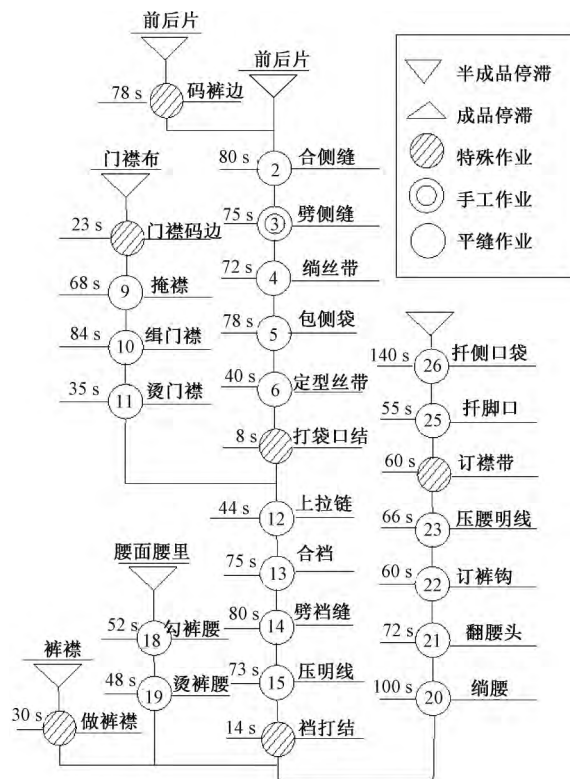 前后片
78 s
码裤边
前后片
80 s
2
合侧缝
75 s
3
劈侧缝
72 s
4
绱丝带
78 s
5
包侧袋
40 s
6
定型丝带
8 s
打袋口结
门襟布
23 s
门襟码边
68 s
9
掩襟
84 s
10
缉门襟
35 s
11
烫门襟
44 s
12
上拉链
75 s
13
合裆
80 s
14
劈裆缝
73 s
15
压明线
14 s
裆打结
腰面腰里
52 s
18
勾裤腰
48 s
19
烫裤腰
裤襟
30 s
做裤襟
140 s
26
扦侧口袋
55 s
25
扦脚口
60 s
订襟带
66 s
23
压腰明线
60 s
22
订裤钩
72 s
21
翻腰头
100 s
20
绱腰
半成品停滞
成品停滞
特殊作业
手工作业
平缝作业